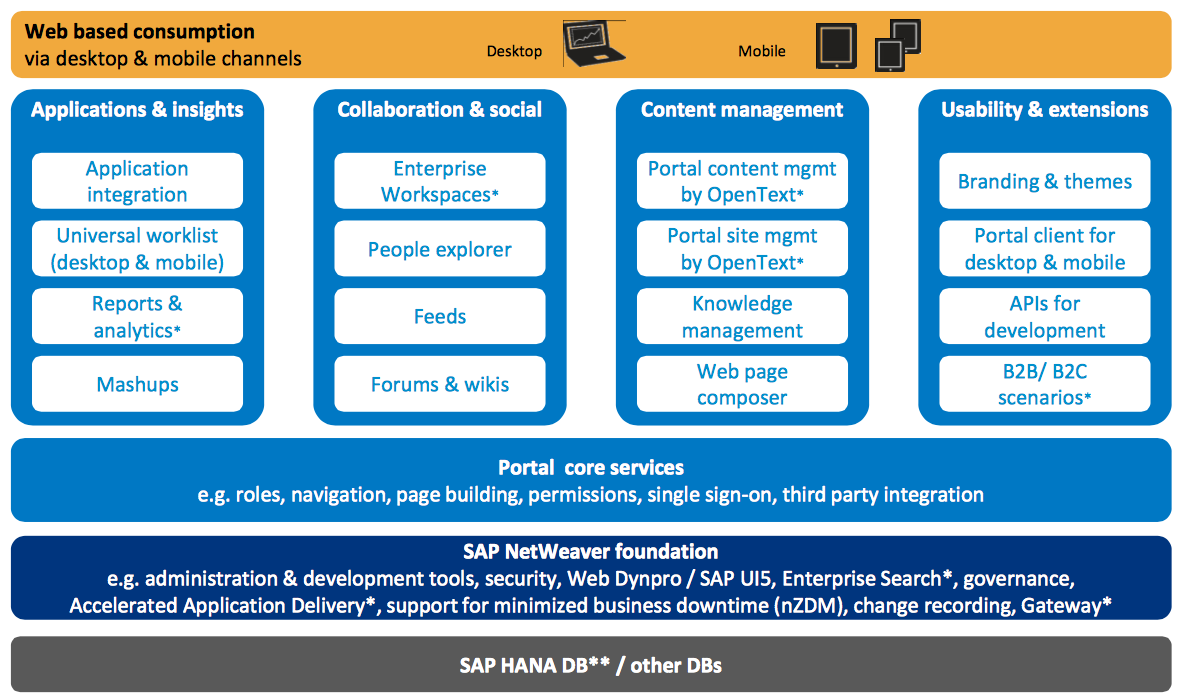 Web based consumption
via desktop & mobile channels
Desktop
Mobile
Applications & insights
Application
integration
Universal worklist
(desktop & mobile)
Reports &
analytics*
Mashups
Collaboration & social
Enterprise
Workspaces*
People explorer
Feeds
Forums & wikis
Content management
Portal content mgmt
by OpenText*
Portal site mgmt
by OpenText*
Knowledge
management
Web page
composer
Usability & extensions
Branding & themes
Portal client for
desktop & mobile
APIs for
development
B2B/ B2C
scenarios*
Portal core services
e.g. roles, navigation, page building, permissions, single sign-on, third party integration
SAP NetWeaver foundation
e.g. administration & development tools, security, Web Dynpro / SAP UI5, Enterprise Search*, governance,
Accelerated Application Delivery*, support for minimized business downtime (nZDM), change recording, Gateway*
SAP HANA DB** / other DBs